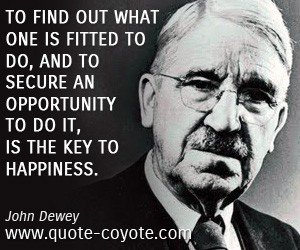 TO FIND OUT WHAT
ONE IS FITTED TO
DO, AND TO
SECURE AN
OPPORTUNITY
TO DO IT,
IS THE KEY TO
HAPPINESS.
John Dewey
www.quote-coyote.com